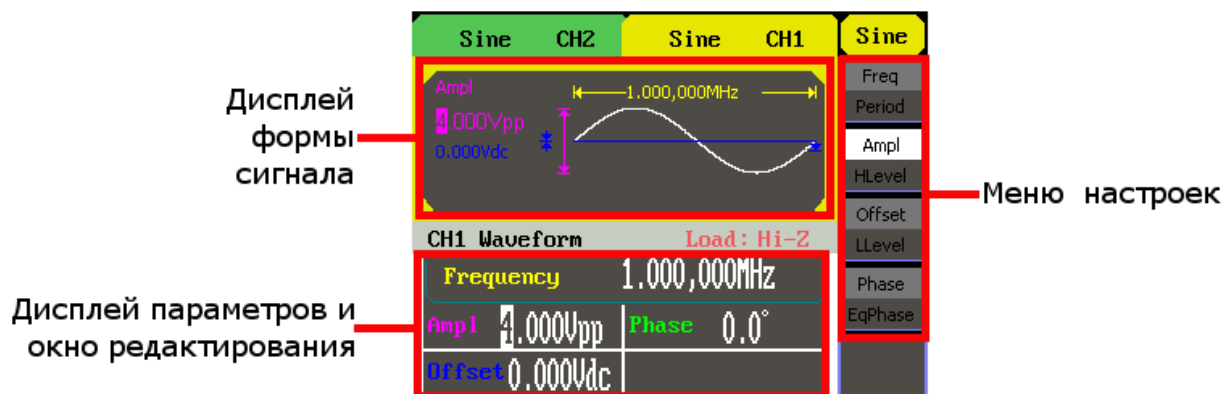 Sine CH2 Sine CH1 Sine
Дисплей
формы
сигнала
Ampl
4.000Vpp
0.000Vdc
1.000,000MHz
Freq
Period
Ampl
HLevel
Offset
LLevel
Phase
EqPhase
Меню настроек
CH1 Waveform Load: Hi-Z
Дисплей параметров и
окно редактирования
Frequency 1.000,000MHz
Ampl 4.000Vpp Phase 0.0°
Offset 0.000Vdc